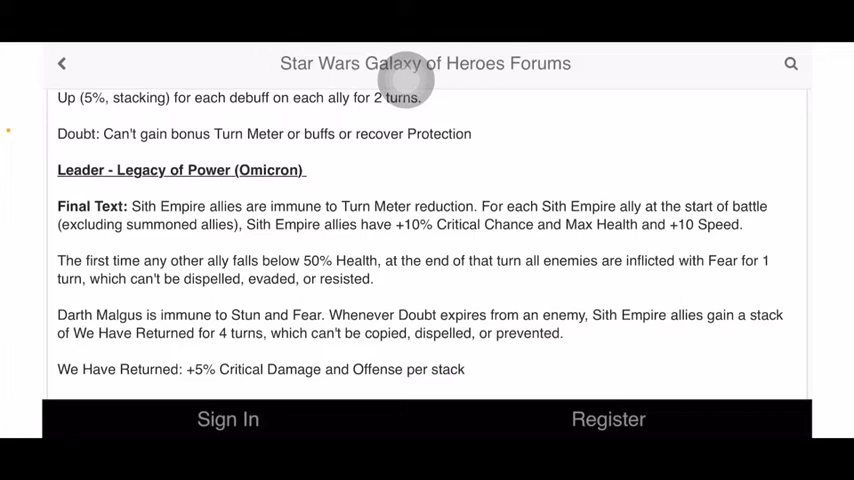 Star Wars Galaxy of Heroes Forums
Up (5%, stacking) for each debuff on each ally for 2 turns.
Doubt: Can't gain bonus Turn Meter or buffs or recover Protection
Leader - Legacy of Power (Omicron)
Final Text: Sith Empire allies are immune to Turn Meter reduction. For each Sith Empire ally at the start of battle
(excluding summoned allies), Sith Empire allies have +10% Critical Chance and Max Health and +10 Speed.
The first time any other ally falls below 50% Health, at the end of that turn all enemies are inflicted with Fear for 1
turn, which can't be dispelled, evaded, or resisted.
Darth Malgus is immune to Stun and Fear. Whenever Doubt expires from an enemy, Sith Empire allies gain a stack
of We Have Returned for 4 turns, which can't be copied, dispelled, or prevented.
We Have Returned: +5% Critical Damage and Offense per stack
Sign In
Register